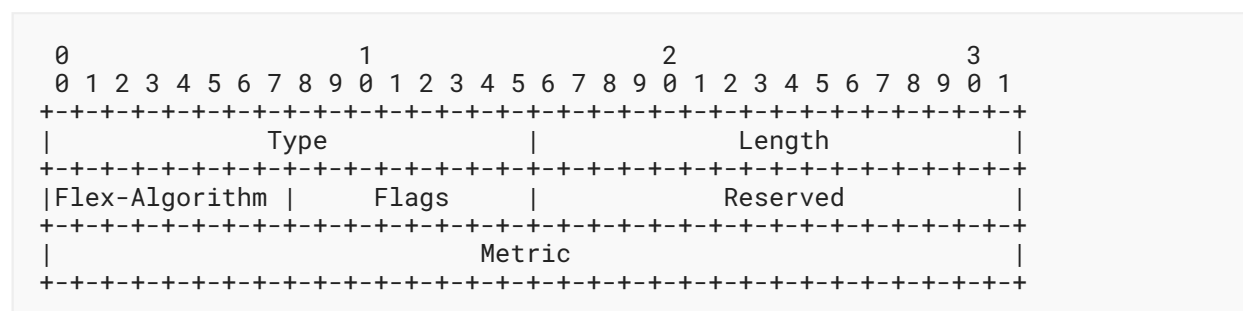 0                   1                   2                   3
 0 1 2 3 4 5 6 7 8 9 0 1 2 3 4 5 6 7 8 9 0 1 2 3 4 5 6 7 8 9 0 1
+-+-+-+-+-+-+-+-+-+-+-+-+-+-+-+-+-+-+-+-+-+-+-+-+-+-+-+-+-+-+-+-+
|              Type             |             Length            |
+-+-+-+-+-+-+-+-+-+-+-+-+-+-+-+-+-+-+-+-+-+-+-+-+-+-+-+-+-+-+-+-+
|Flex-Algorithm |     Flags     |            Reserved           |
+-+-+-+-+-+-+-+-+-+-+-+-+-+-+-+-+-+-+-+-+-+-+-+-+-+-+-+-+-+-+-+-+
|                            Metric                             |
+-+-+-+-+-+-+-+-+-+-+-+-+-+-+-+-+-+-+-+-+-+-+-+-+-+-+-+-+-+-+-+-+